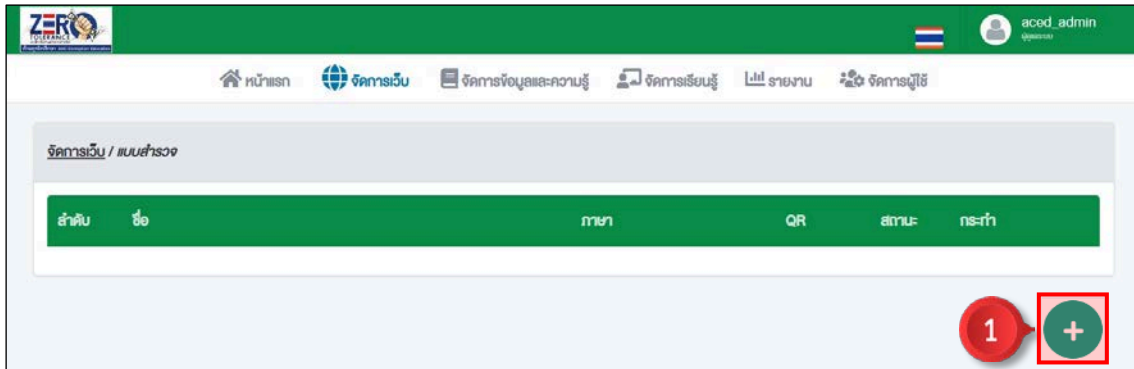 ZERO
TOLERANCE
aced_admin
ผู้ดูแลระบบ
หน้าแรก จัดการเว็บ จัดการข้อมูลและความรู้ จัดการเรียนรู้ รายงาน จัดการผู้ใช้
จัดการเว็บ / แบบสำรวจ
ลำดับ ชื่อ ภาษา QR สถานะ กระทำ
1 +